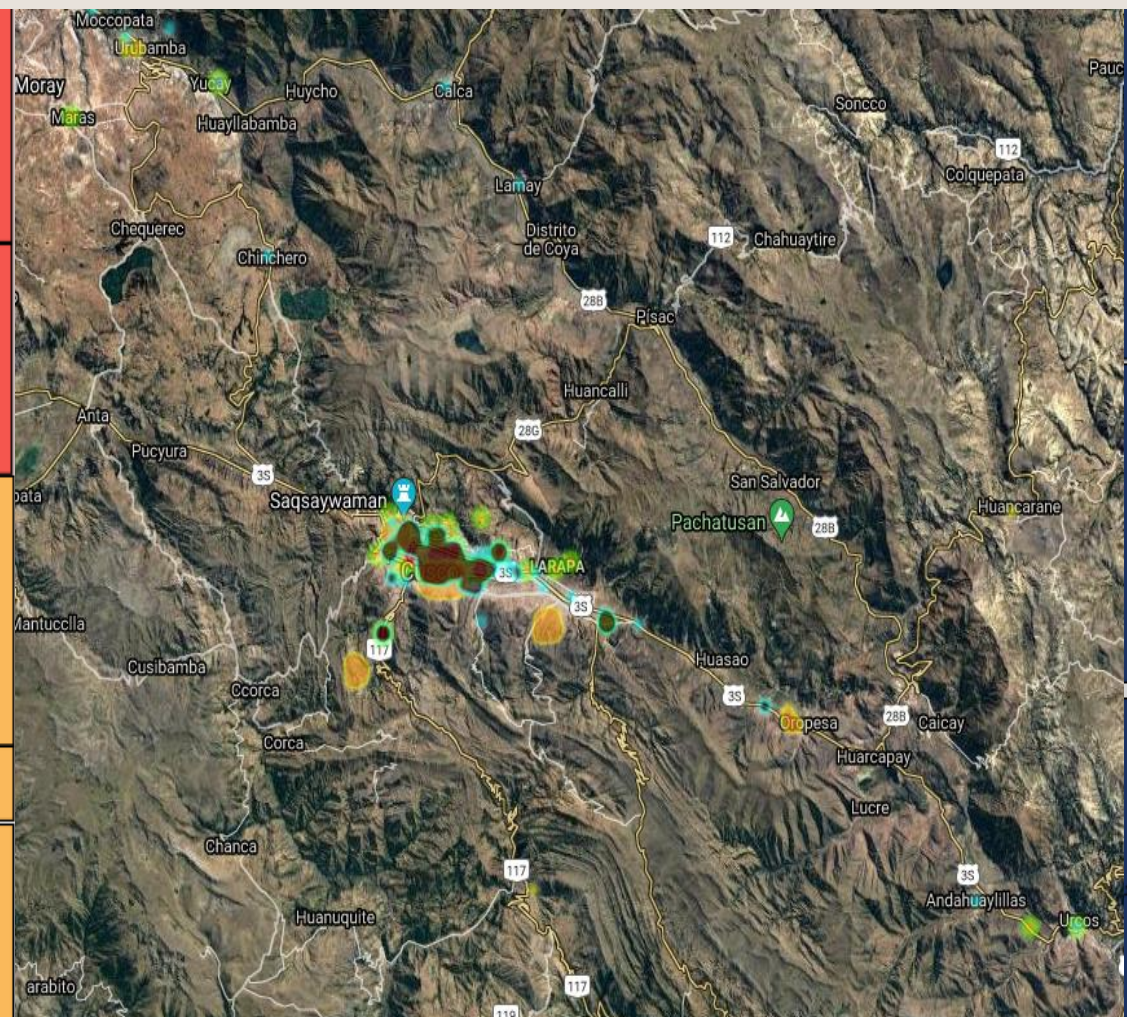 Moccopata
Urubamba
Moray
Yucay
Huycho
Calca
Maras
Huayllabamba
Soncco
Pauc
112
Colquepata
Lamay
Chequerec
Distrito
de Coya
112
Chahuaytire
Chinchero
28B
Pisac
Huancalli
Anta
28G
Pucyura
3S
pata
Saqsaywaman
San Salvador
Pachatusan
28B
Huancarane
3S
LARAPA
3S
Mantuclla
117
Cusibamba
Ccorca
Huasao
3S
Oropesa
28B
Caicay
Corca
Huarcapay
Lucre
Chanca
117
3S
Andahuaylillas
Huanuquite
Urcos
arabito
117
119